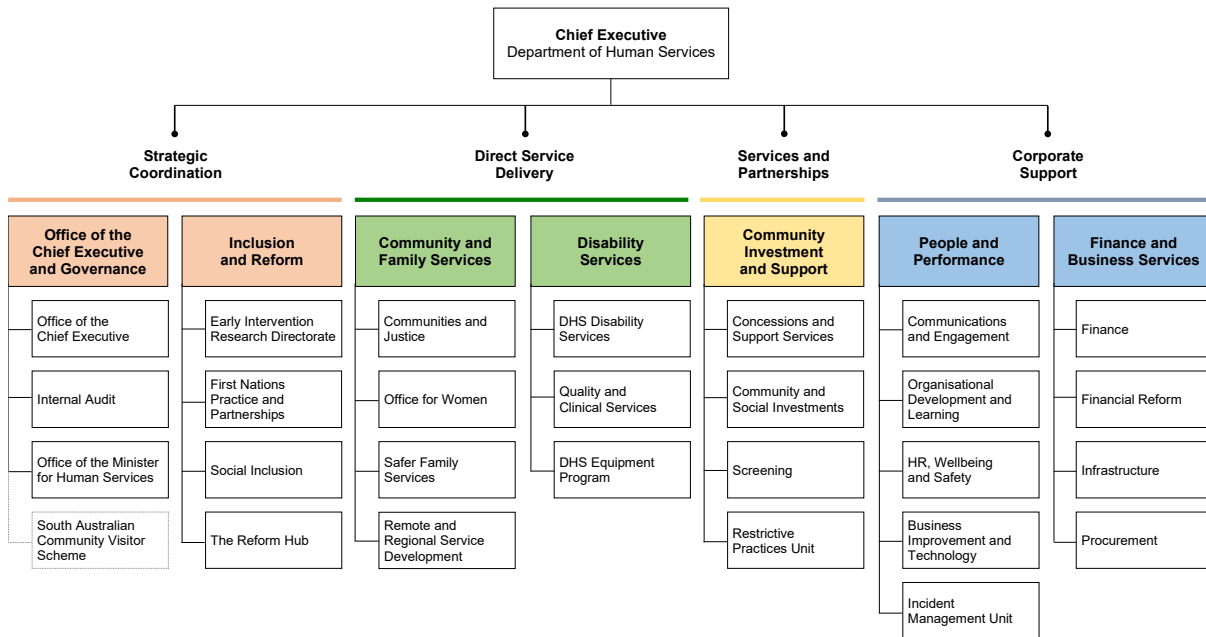 Chief Executive
Department of Human Services
Strategic
Coordination
Direct Service
Delivery
Services and
Partnerships
Corporate
Support
Office of the
Chief Executive
and Governance
Office of the
Chief Executive
Internal Audit
Office of the Minister
for Human Services
South Australian
Community Visitor
Scheme
Inclusion
and Reform
Early Intervention
Research Directorate
First Nations
Practice and
Partnerships
Social Inclusion
The Reform Hub
Community and
Family Services
Communities and
Justice
Office for Women
Safer Family
Services
Remote and
Regional Service
Development
Disability
Services
DHS Disability
Services
Quality and
Clinical Services
DHS Equipment
Program
Community
Investment
and Support
Concessions and
Support Services
Community and
Social Investments
Screening
Restrictive
Practices Unit
People and
Performance
Communications
and Engagement
Organisational
Development and
Learning
HR, Wellbeing
and Safety
Business
Improvement and
Technology
Incident
Management Unit
Finance and
Business Services
Finance
Financial Reform
Infrastructure
Procurement